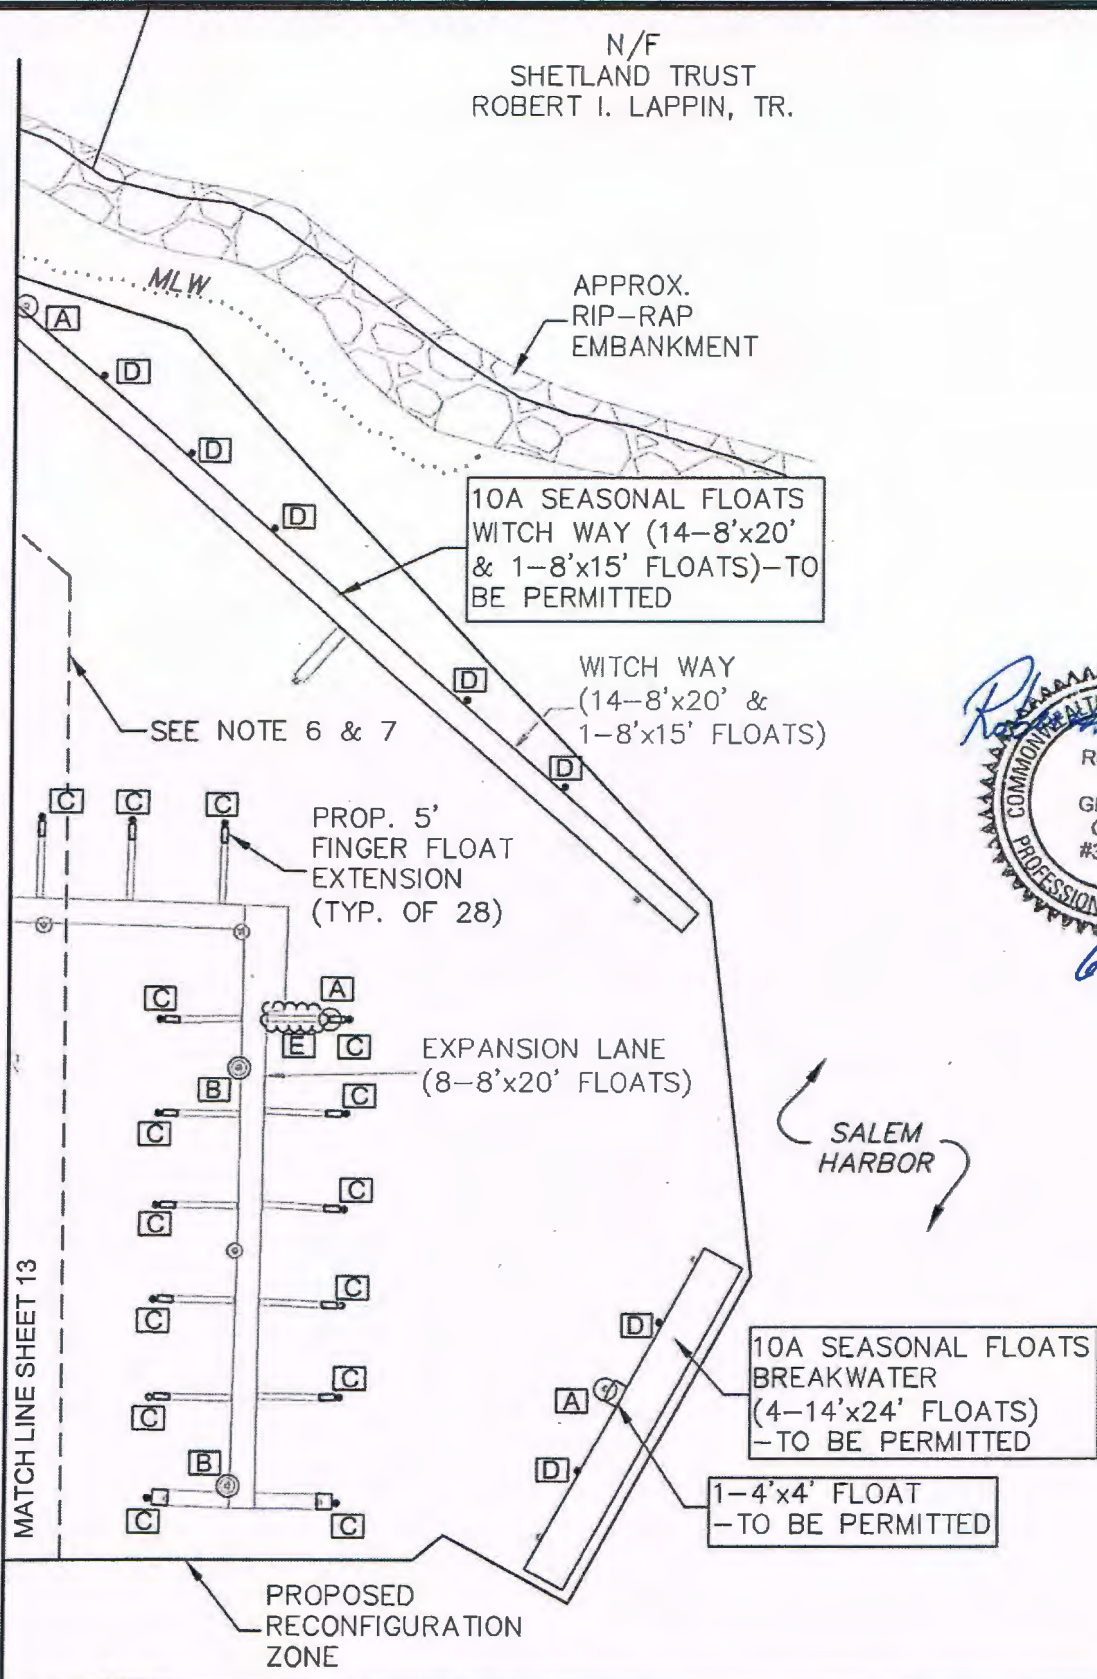 N/F
SHETLAND TRUST
ROBERT I. LAPPIN, TR.
MLW
APPROX.
RIP-RAP
EMBANKMENT
A
D
D
D
10A SEASONAL FLOATS
WITCH WAY (14-8'x20'
& 1-8'x15' FLOATS)-TO
BE PERMITTED
WITCH WAY
(14-8'x20' &
1-8'x15' FLOATS)
D
D
SEE NOTE 6 & 7
C
C
C
PROP. 5'
FINGER FLOAT
EXTENSION
(TYP. OF 28)
COMMONWEALTH
PROFESSION
C
A
E
C
EXPANSION LANE
(8-8'x20' FLOATS)
B
C
C
C
C
C
C
C
C
B
C
C
SALEM
HARBOR
MATCH LINE SHEET 13
D
A
D
10A SEASONAL FLOATS
BREAKWATER
(4-14'x24' FLOATS)
-TO BE PERMITTED
1-4'x4' FLOAT
-TO BE PERMITTED
PROPOSED
RECONFIGURATION
ZONE